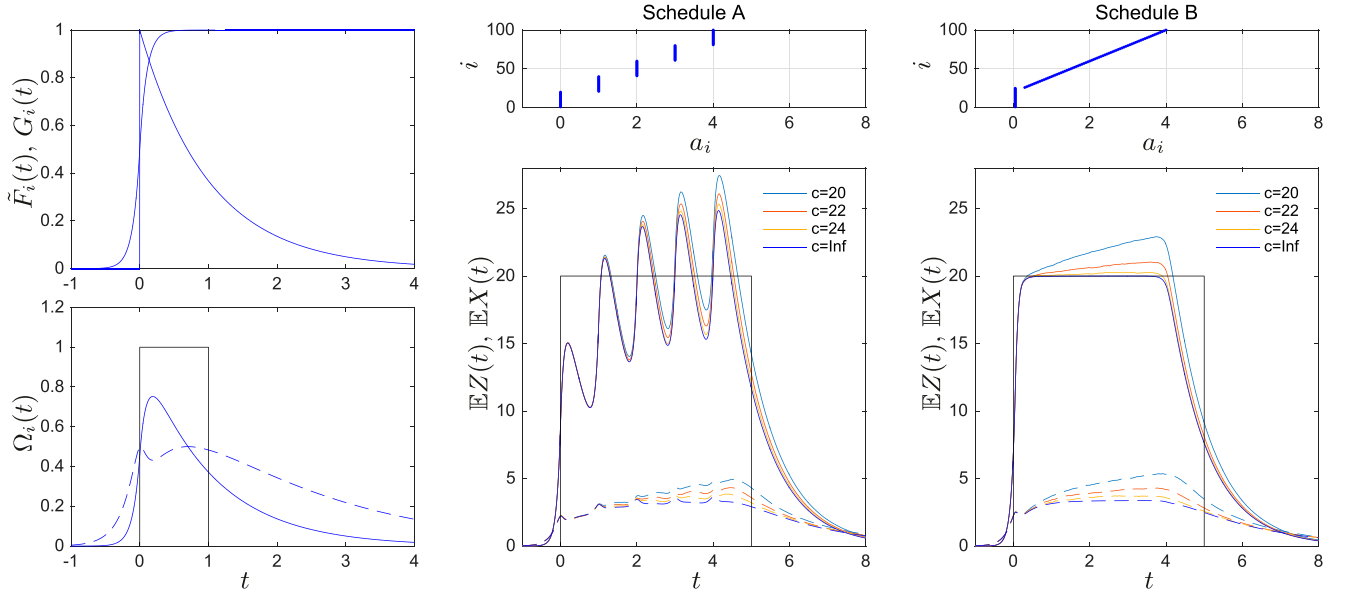 F̃ᵢ(t), Gᵢ(t)
1
0.8
0.6
0.4
0.2
0
-1 0 1 2 3 4
Ωᵢ(t)
1.2
1
0.8
0.6
0.4
0.2
0
-1 0 1 2 3 4
t
Schedule A
i
100
50
0
0 2 4 6 8
aᵢ
𝔼Z(t), 𝔼X(t)
25
20
15
10
5
0
c=20
c=22
c=24
c=Inf
0 2 4 6 8
t
Schedule B
i
100
50
0
0 2 4 6 8
aᵢ
𝔼Z(t), 𝔼X(t)
25
20
15
10
5
0
c=20
c=22
c=24
c=Inf
0 2 4 6 8
t